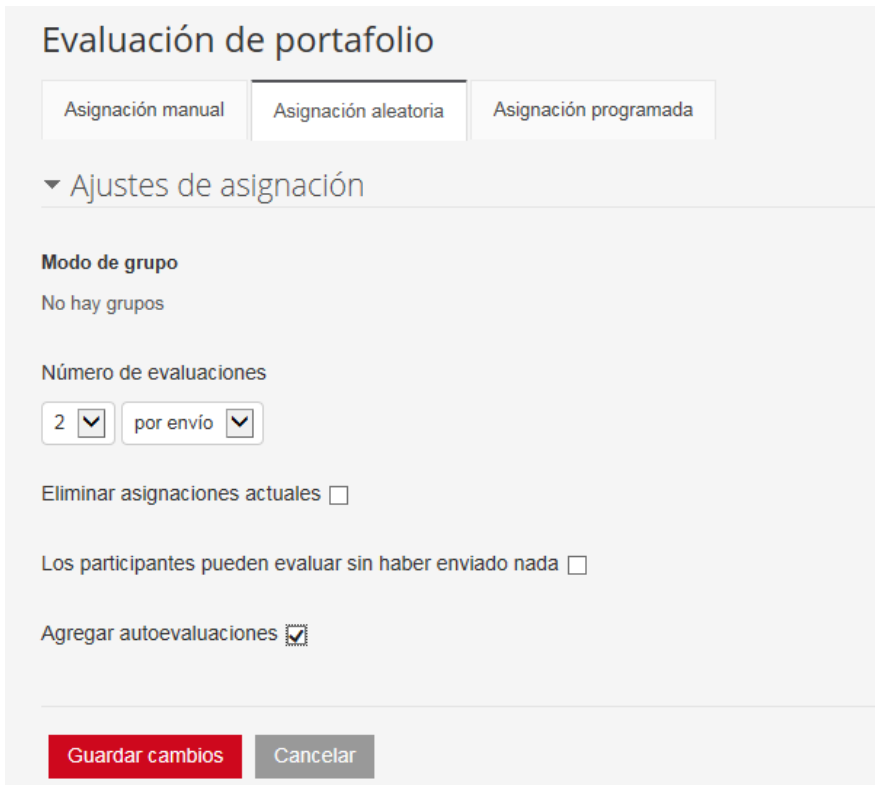 Evaluación de portafolio
Asignación manual Asignación aleatoria Asignación programada
Ajustes de asignación
Modo de grupo
No hay grupos
Número de evaluaciones
2 por envío
Eliminar asignaciones actuales
Los participantes pueden evaluar sin haber enviado nada
Agregar autoevaluaciones
Guardar cambios Cancelar